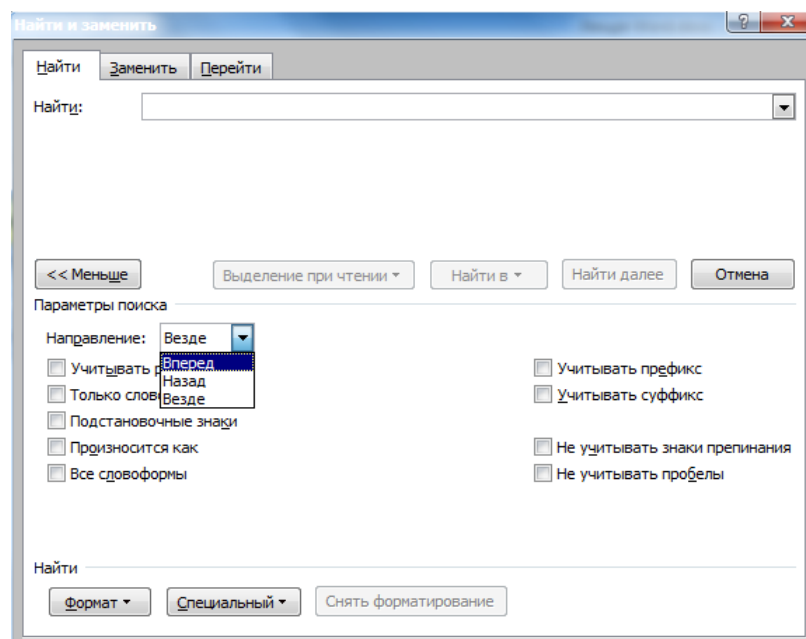 Найти и заменить
Найти Заменить Перейти
Найти:
<< Меньше Выделение при чтении Найти в Найти далее Отмена
Параметры поиска
Направление: Везде
Вперед
Назад
Везде
Учитывать Учитывать префикс
Только Учитывать суффикс
Подстановочные знаки
Произносится как Не учитывать знаки препинания
Все словоформы Не учитывать пробелы
Найти
Формат Специальный Снять форматирование